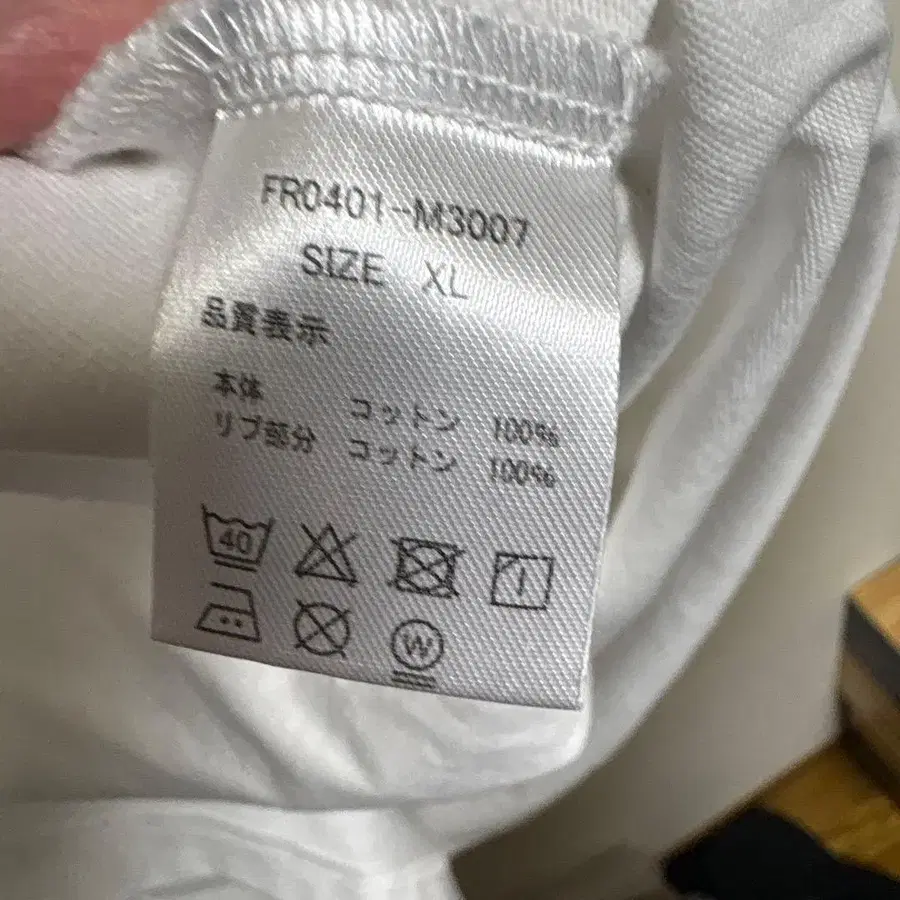 FR0401-M3007
SIZE XL
品質表示
本体 コットン 100%
リブ部分 コットン 100%
40
W